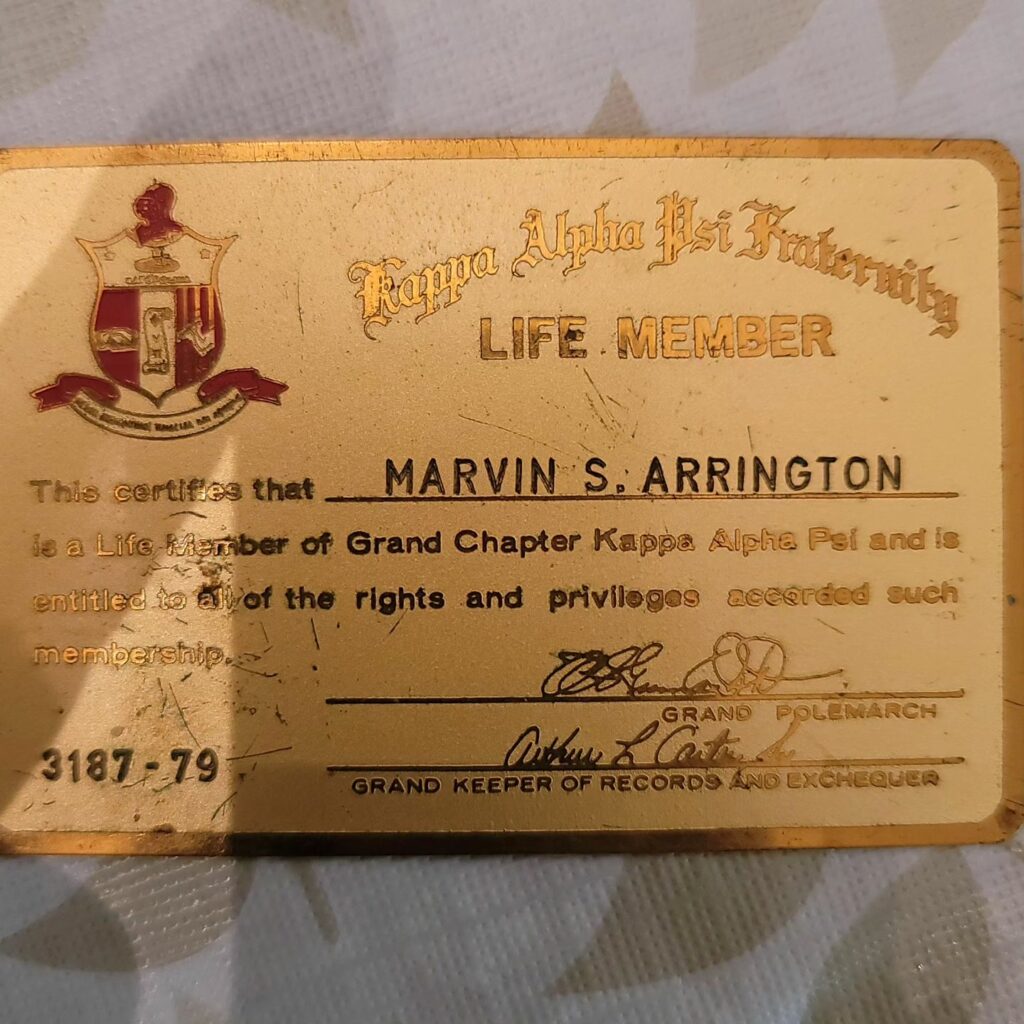 Kappa Alpha Psi Fraternity
LIFE MEMBER
This certifies that MARVIN S. ARRINGTON
is a Life Member of Grand Chapter Kappa Alpha Psi and is
entitled to all of the rights and privileges accorded such
membership.
GRAND POLEMARCH
Arthur L Carter
3187-79
GRAND KEEPER OF RECORDS AND EXCHEQUER